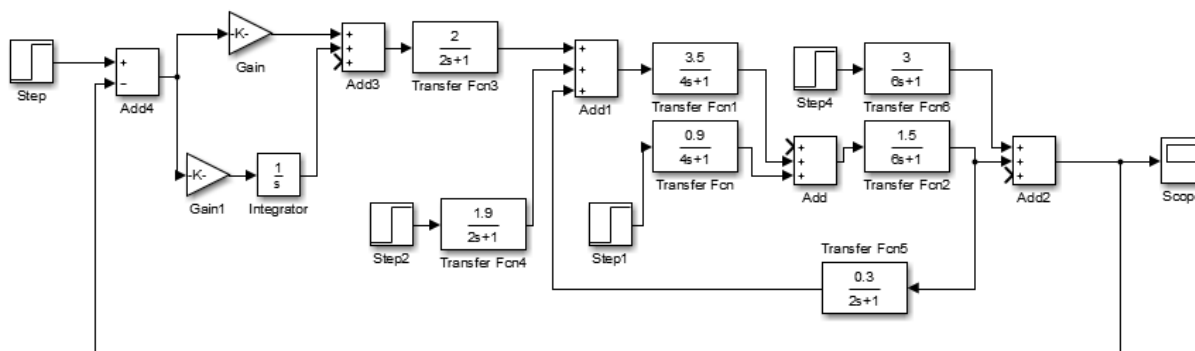 Step
+
−
Add4
-K-
Gain
-K-
Gain1
1
s
Integrator
+
+
+
Add3
2
2s+1
Transfer Fcn3
Step2
1.9
2s+1
Transfer Fcn4
+
+
+
Add1
3.5
4s+1
Transfer Fcn1
0.9
4s+1
Transfer Fcn
Step1
Step4
3
6s+1
Transfer Fcn6
+
+
+
Add
1.5
6s+1
Transfer Fcn2
Transfer Fcn5
0.3
2s+1
+
+
+
Add2
Scop